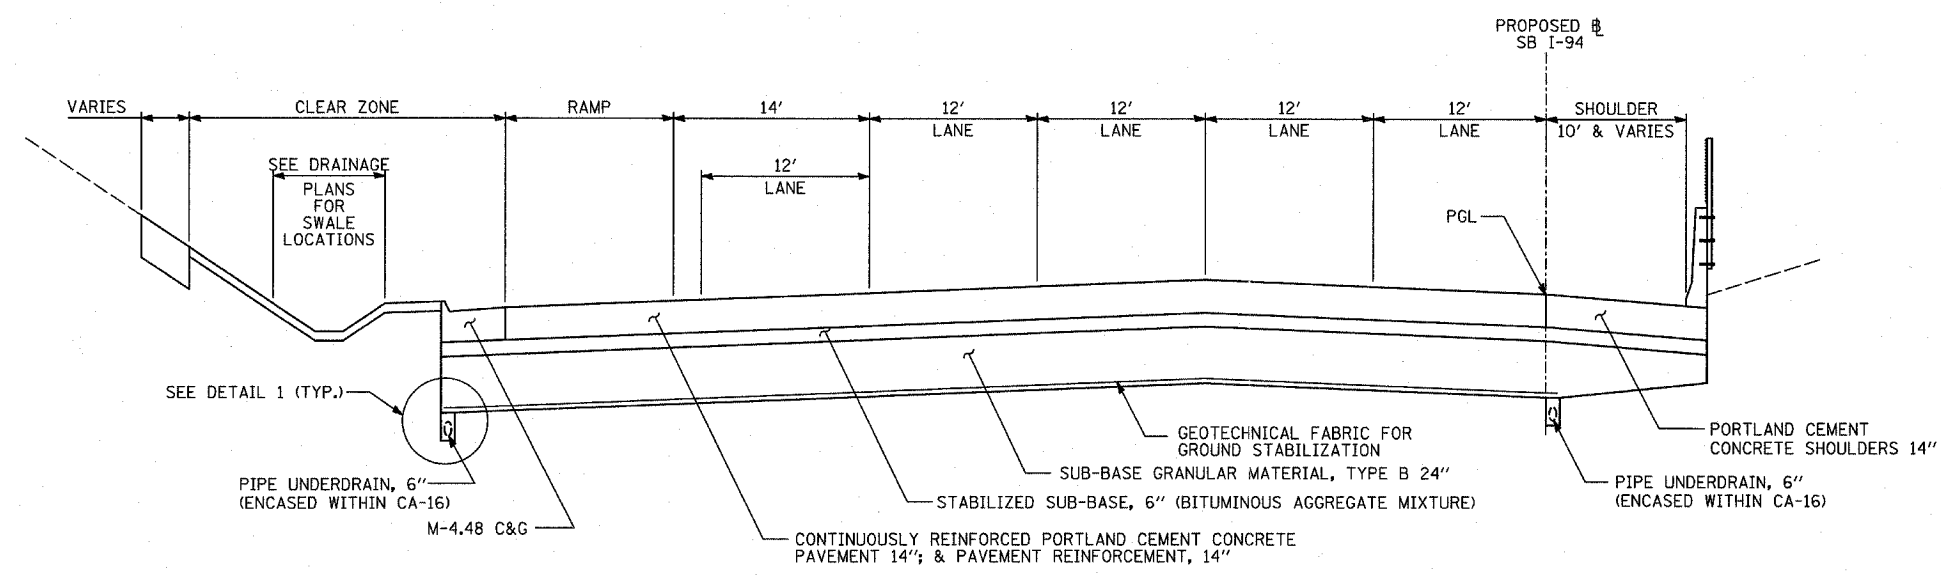 PROPOSED ℄
SB I-94
VARIES
CLEAR ZONE
RAMP
14'
12'
LANE
12'
LANE
12'
LANE
12'
LANE
SHOULDER
10' & VARIES
SEE DRAINAGE
PLANS
FOR
SWALE
LOCATIONS
12'
LANE
PGL
SEE DETAIL 1 (TYP.)
GEOTECHNICAL FABRIC FOR
GROUND STABILIZATION
PORTLAND CEMENT
CONCRETE SHOULDERS 14"
SUB-BASE GRANULAR MATERIAL, TYPE B 24"
PIPE UNDERDRAIN, 6"
(ENCASED WITHIN CA-16)
STABILIZED SUB-BASE, 6" (BITUMINOUS AGGREGATE MIXTURE)
PIPE UNDERDRAIN, 6"
(ENCASED WITHIN CA-16)
M-4.48 C&G
CONTINUOUSLY REINFORCED PORTLAND CEMENT CONCRETE
PAVEMENT 14"; & PAVEMENT REINFORCEMENT, 14"